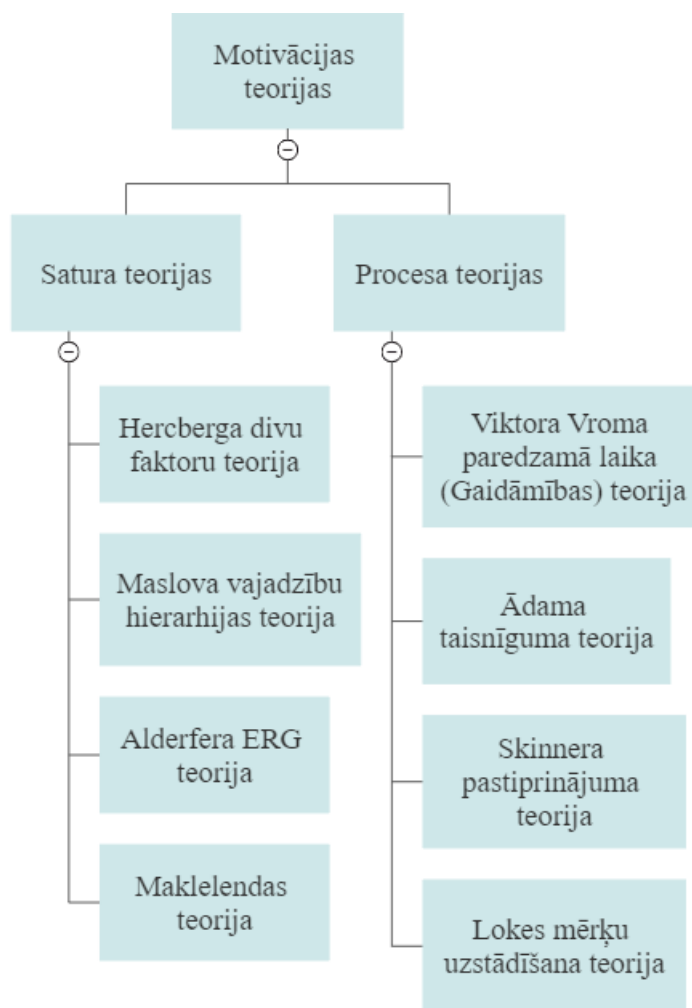 Motivācijas
teorijas
Satura teorijas
Procesa teorijas
Hercberga divu
faktoru teorija
Maslova vajadzību
hierarhijas teorija
Alderfera ERG
teorija
Maklelendas
teorija
Viktora Vroma
paredzamā laika
(Gaidāmības) teorija
Ādama
taisnīguma teorija
Skinnera
pastiprinājuma
teorija
Lokes mērķu
uzstādīšana teorija